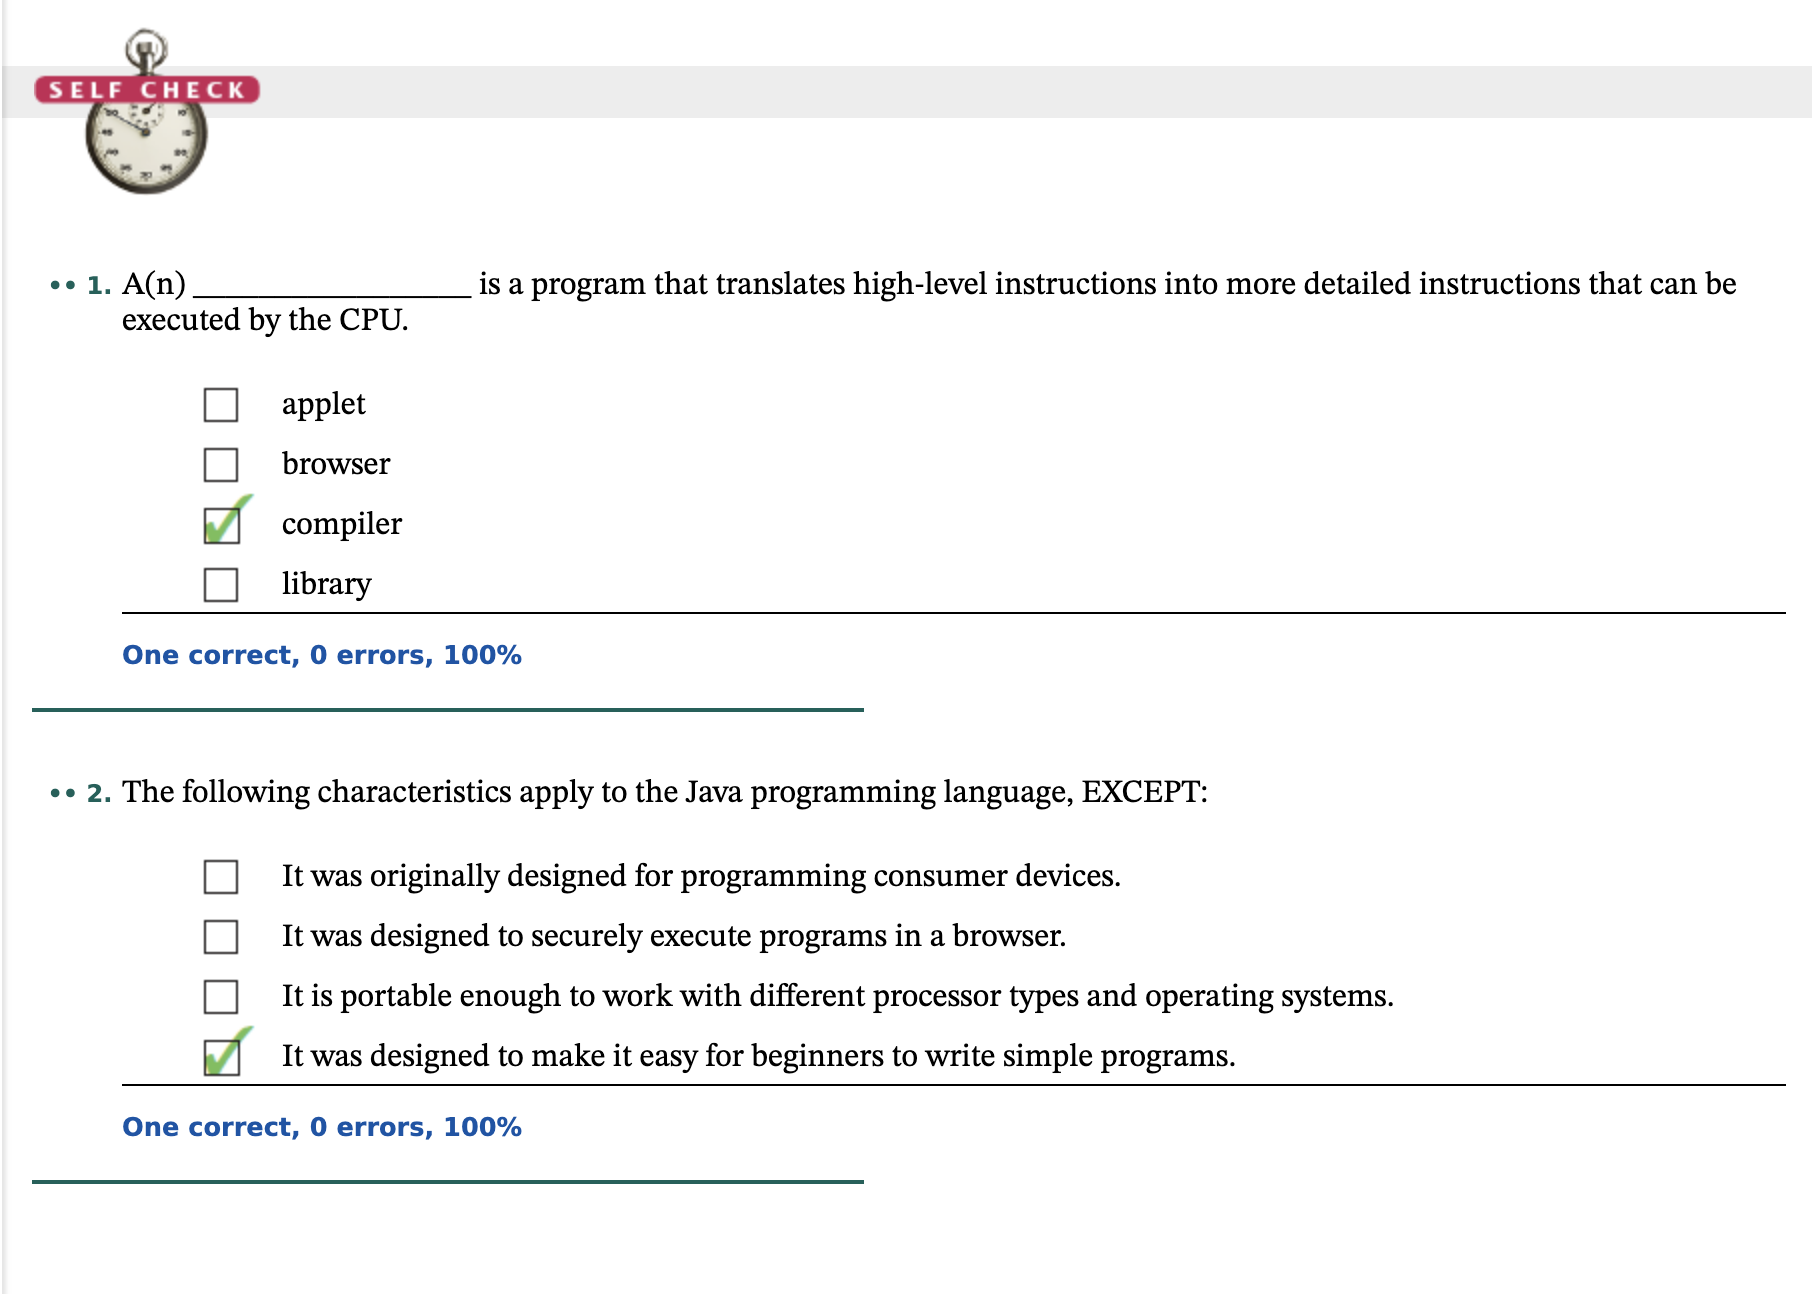 SELF CHECK
•• 1. A(n) _________________ is a program that translates high-level instructions into more detailed instructions that can be
executed by the CPU.
applet
browser
compiler
library
One correct, 0 errors, 100%
•• 2. The following characteristics apply to the Java programming language, EXCEPT:
It was originally designed for programming consumer devices.
It was designed to securely execute programs in a browser.
It is portable enough to work with different processor types and operating systems.
It was designed to make it easy for beginners to write simple programs.
One correct, 0 errors, 100%